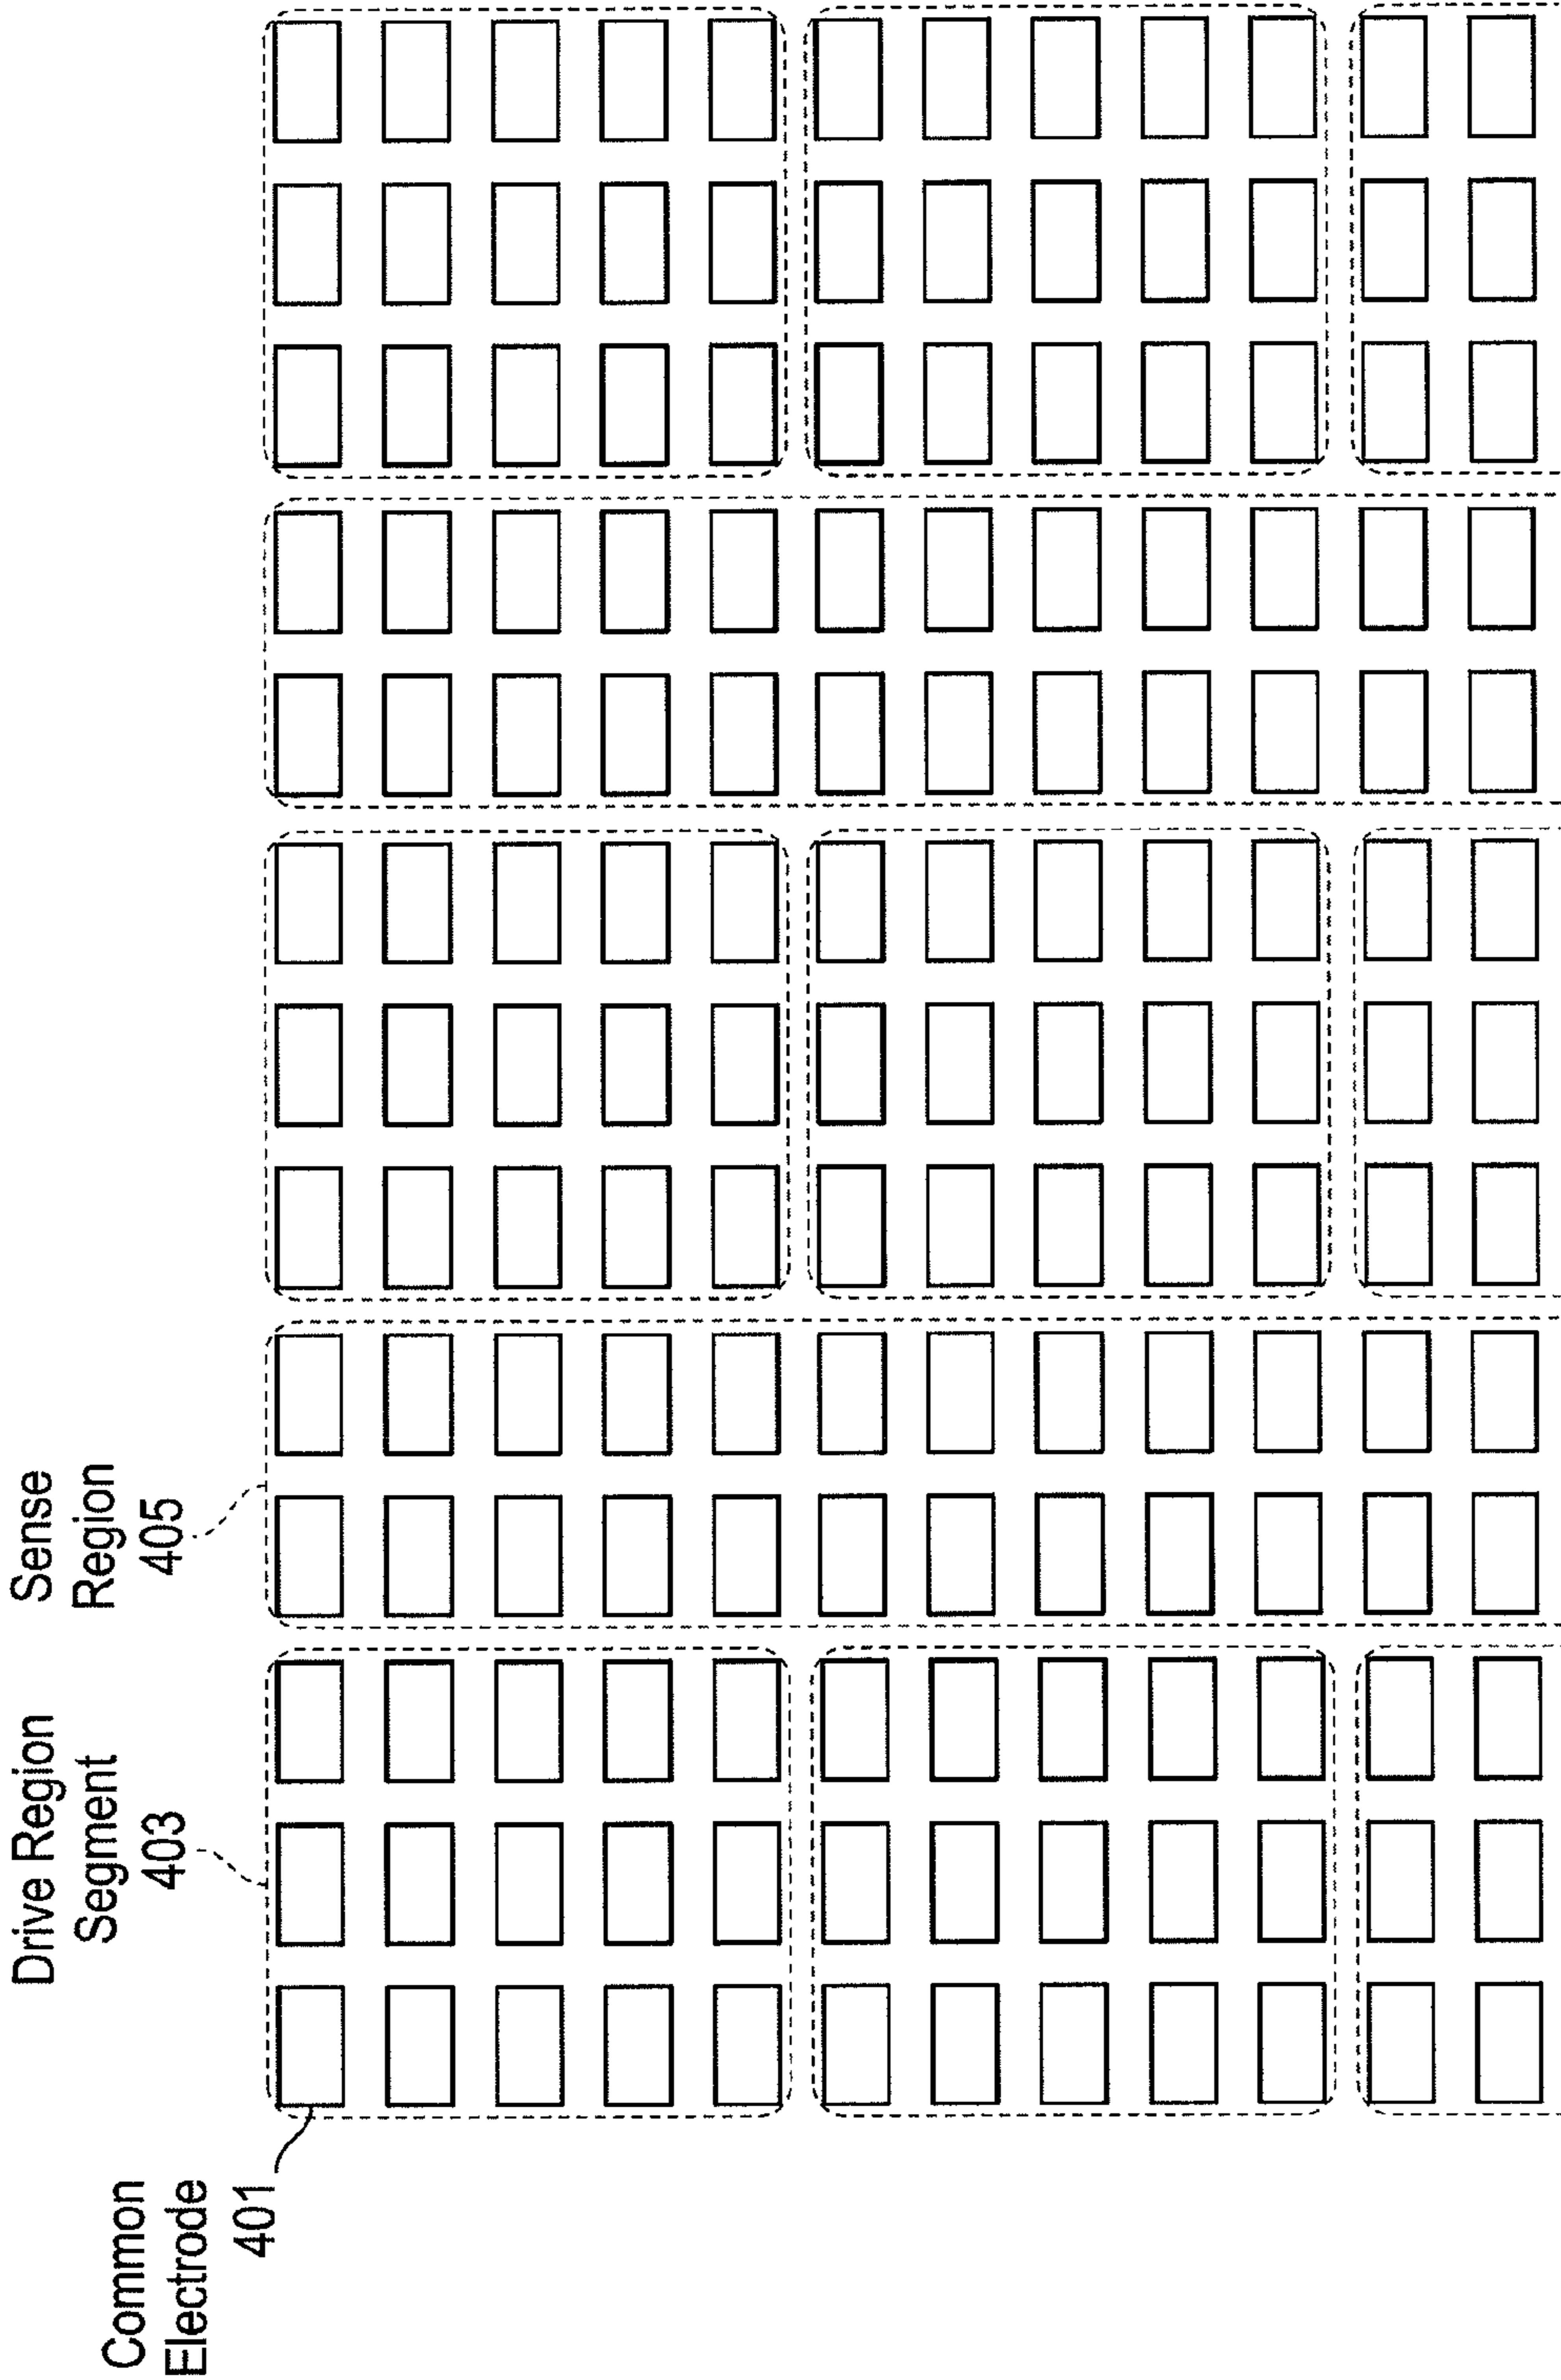 Common
Electrode
401
Drive Region
Segment
403
Sense
Region
405